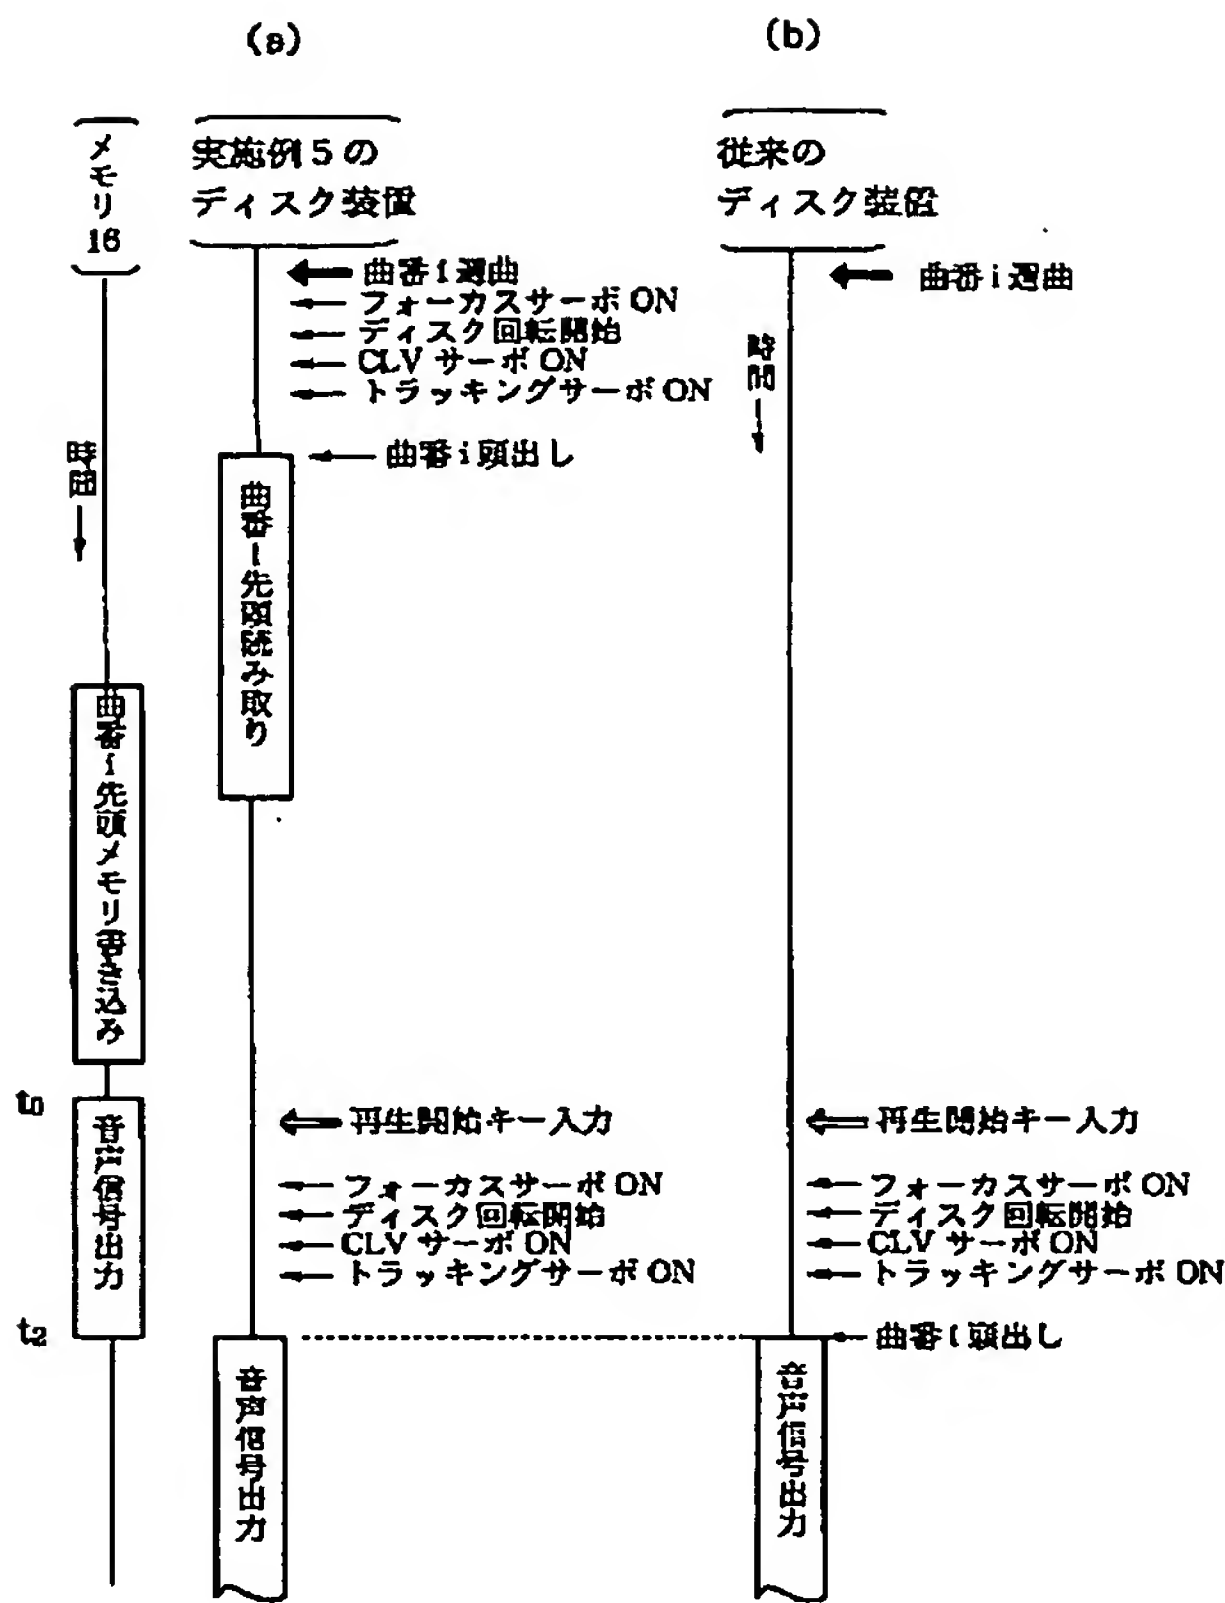 (a)
(b)
メモリ
16
実施例5の
ディスク装置
従来の
ディスク装置
曲番i選曲
フォーカスサーボON
ディスク回転開始
CLVサーボON
トラッキングサーボON
曲番i選曲
時間
時間
曲番i頭出し
曲番i先頭読み取り
曲番i先頭メモリ書き込み
t0
再生開始キー入力
再生開始キー入力
音声信号出力
フォーカスサーボON
ディスク回転開始
CLVサーボON
トラッキングサーボON
フォーカスサーボON
ディスク回転開始
CLVサーボON
トラッキングサーボON
t2
曲番i頭出し
音声信号出力
音声信号出力